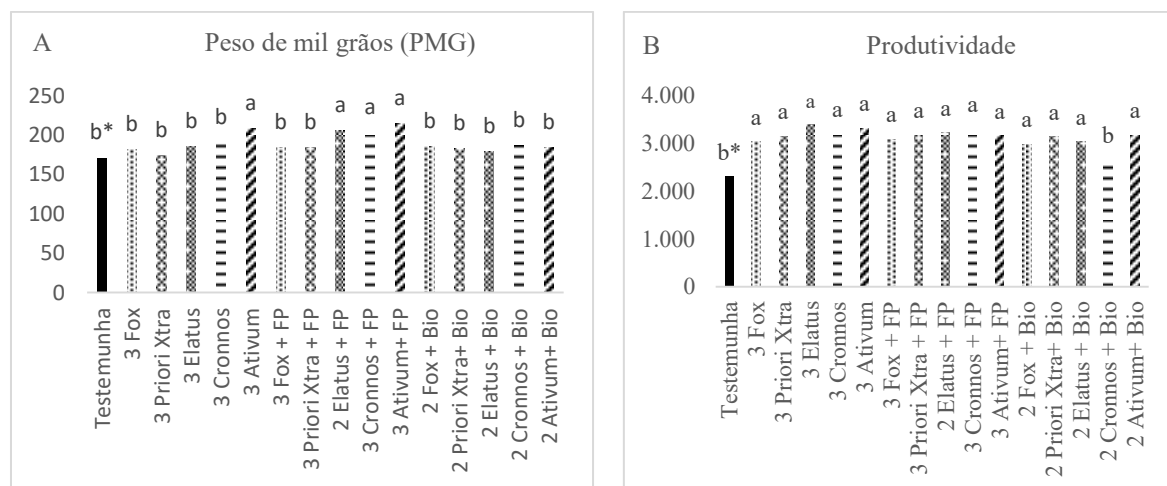 A
Peso de mil grãos (PMG)
250
200
150
100
50
0
b* b b b b a b b a a a b b b b b
Testemunha
3 Fox
3 Priori Xtra
3 Elatus
3 Cronnos
3 Ativum
3 Fox + FP
3 Priori Xtra + FP
2 Elatus + FP
3 Cronnos + FP
3 Ativum+ FP
2 Fox + Bio
2 Priori Xtra+ Bio
2 Elatus + Bio
2 Cronnos + Bio
2 Ativum+ Bio
B
Produtividade
4.000
3.000
2.000
1.000
0
b* a a a a a a a a a a a a a b a
Testemunha
3 Fox
3 Priori Xtra
3 Elatus
3 Cronnos
3 Ativum
3 Fox + FP
3 Priori Xtra + FP
2 Elatus + FP
3 Cronnos + FP
3 Ativum+ FP
2 Fox + Bio
2 Priori Xtra+ Bio
2 Elatus + Bio
2 Cronnos + Bio
2 Ativum+ Bio